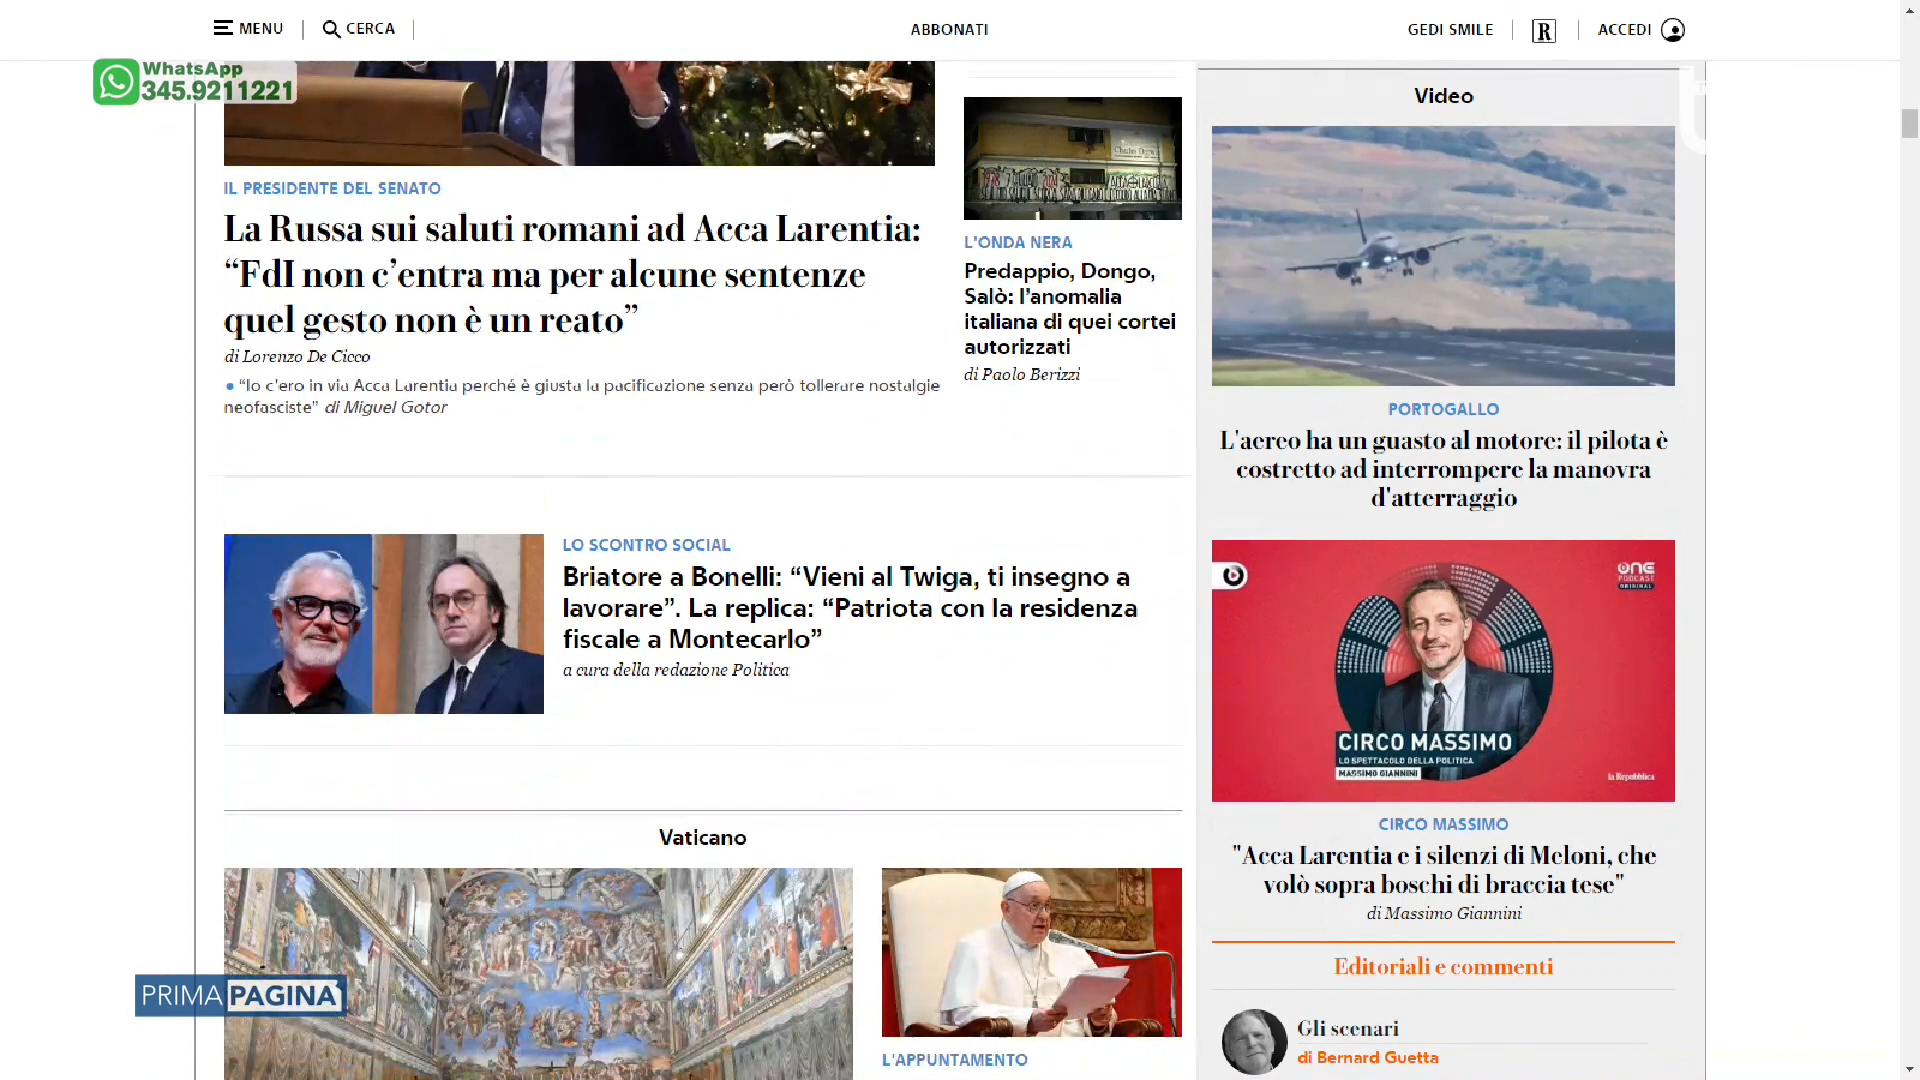 MENU
CERCA
ABBONATI
GEDI SMILE
R
ACCEDI
WhatsApp
345.9211221
IL PRESIDENTE DEL SENATO
La Russa sui saluti romani ad Acca Larentia:
“FdI non c’entra ma per alcune sentenze
quel gesto non è un reato”
di Lorenzo De Cicco
• “Io c'ero in via Acca Larentia perché è giusta la pacificazione senza però tollerare nostalgie
neofasciste” di Miguel Gotor
L'ONDA NERA
Predappio, Dongo,
Salò: l’anomalia
italiana di quei cortei
autorizzati
di Paolo Berizzi
LO SCONTRO SOCIAL
Briatore a Bonelli: “Vieni al Twiga, ti insegno a
lavorare”. La replica: “Patriota con la residenza
fiscale a Montecarlo”
a cura della redazione Politica
Vaticano
L'APPUNTAMENTO
Video
PORTOGALLO
L'aereo ha un guasto al motore: il pilota è
costretto ad interrompere la manovra
d'atterraggio
ONE
PODCAST
ORIGINAL
CIRCO MASSIMO
LO SPETTACOLO DELLA POLITICA
MASSIMO GIANNINI
la Repubblica
CIRCO MASSIMO
"Acca Larentia e i silenzi di Meloni, che
volò sopra boschi di braccia tese"
di Massimo Giannini
Editoriali e commenti
Gli scenari
di Bernard Guetta
PRIMA PAGINA